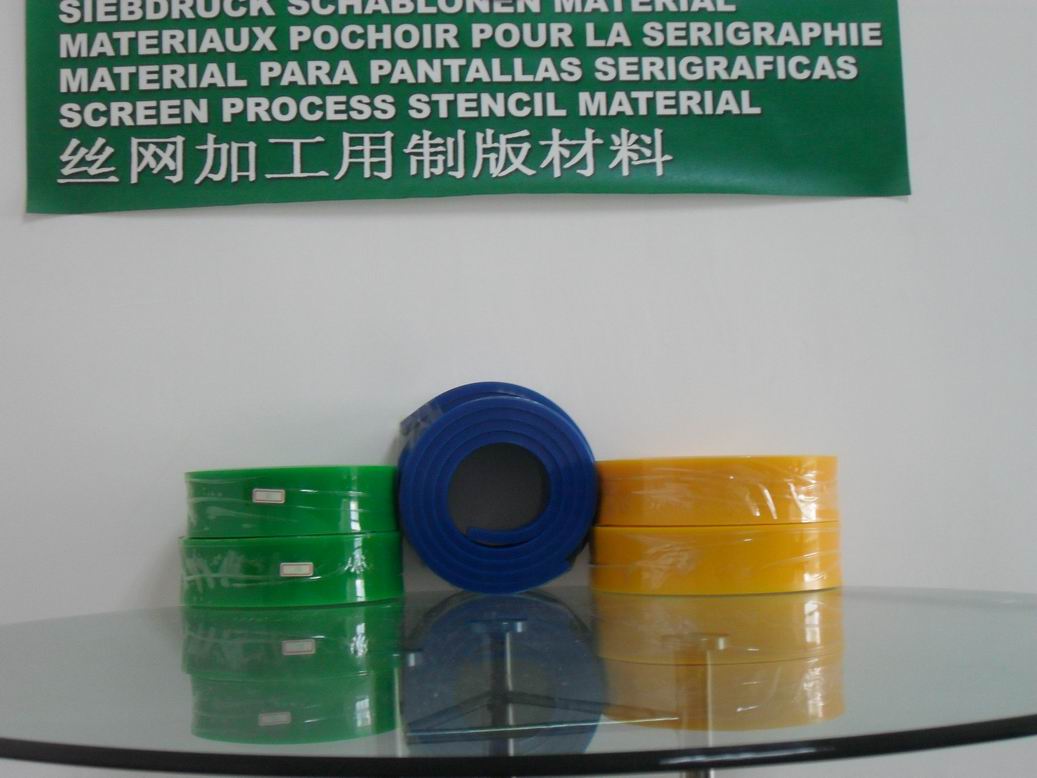 SIEBDRUCK SCHABLONEN MATERIAL
MATERIAUX POCHOIR POUR LA SERIGRAPHIE
MATERIAL PARA PANTALLAS SERIGRAFICAS
SCREEN PROCESS STENCIL MATERIAL
丝网加工用制版材料